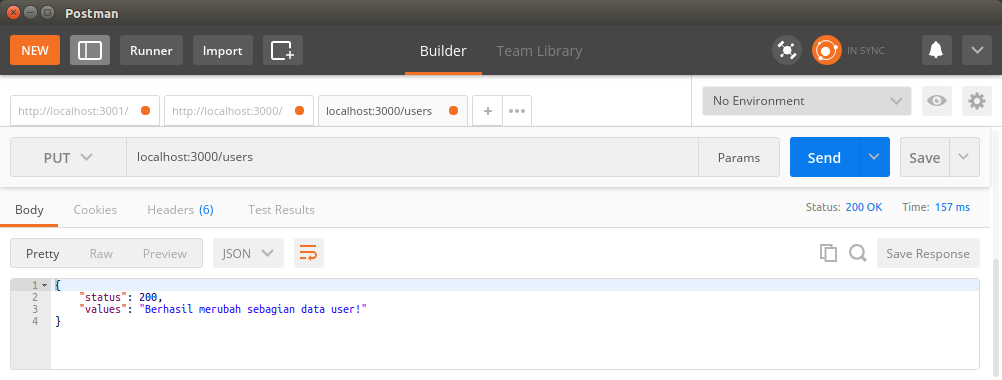 Postman
NEW Runner Import Builder Team Library IN SYNC
http://localhost:3001/ http://localhost:3000/ localhost:3000/users + ••• No Environment
PUT localhost:3000/users Params Send Save
Body Cookies Headers (6) Test Results Status: 200 OK Time: 157 ms
Pretty Raw Preview JSON Save Response
1 {
2 "status": 200,
3 "values": "Berhasil merubah sebagian data user!"
4 }